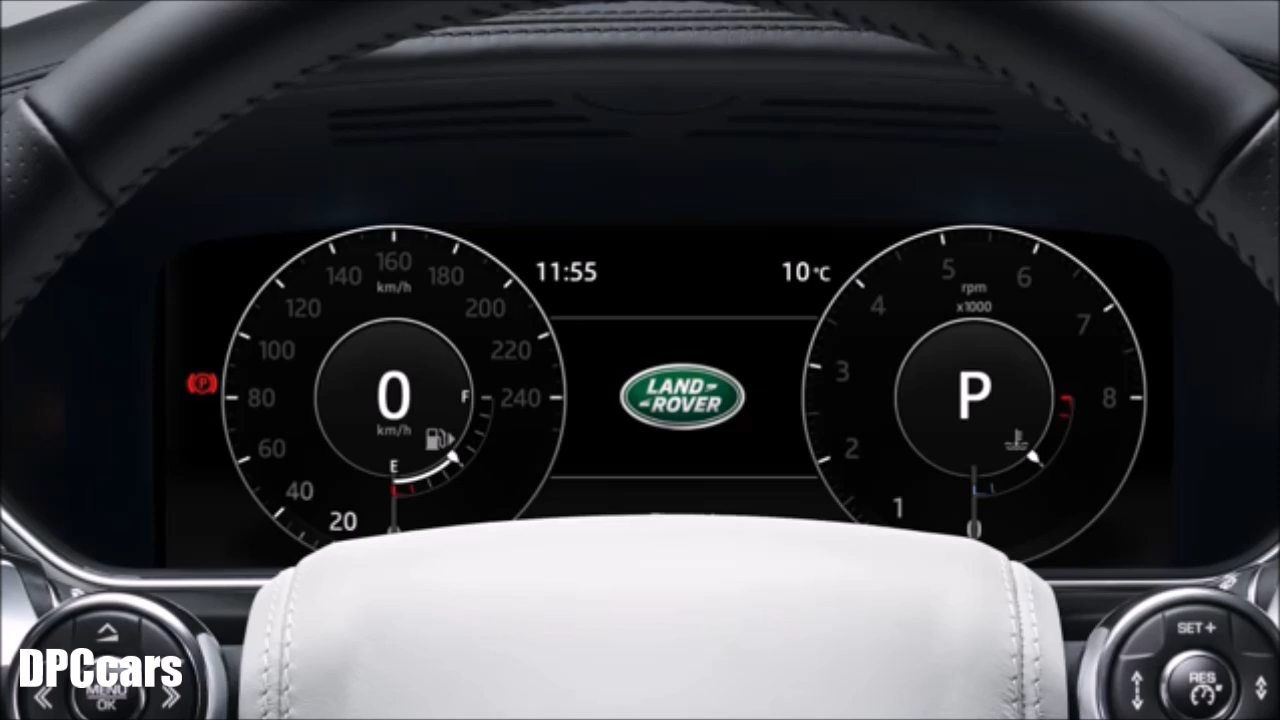 11:55
10°C
140 160 180
km/h
120 200
100 220
80 240
60
40
20
0
km/h
F
E
0
5 6
rpm
x1000
4 7
3 8
2
1
0
P
P
LAND
ROVER
MENU
OK
SET+
RES
DPCcars